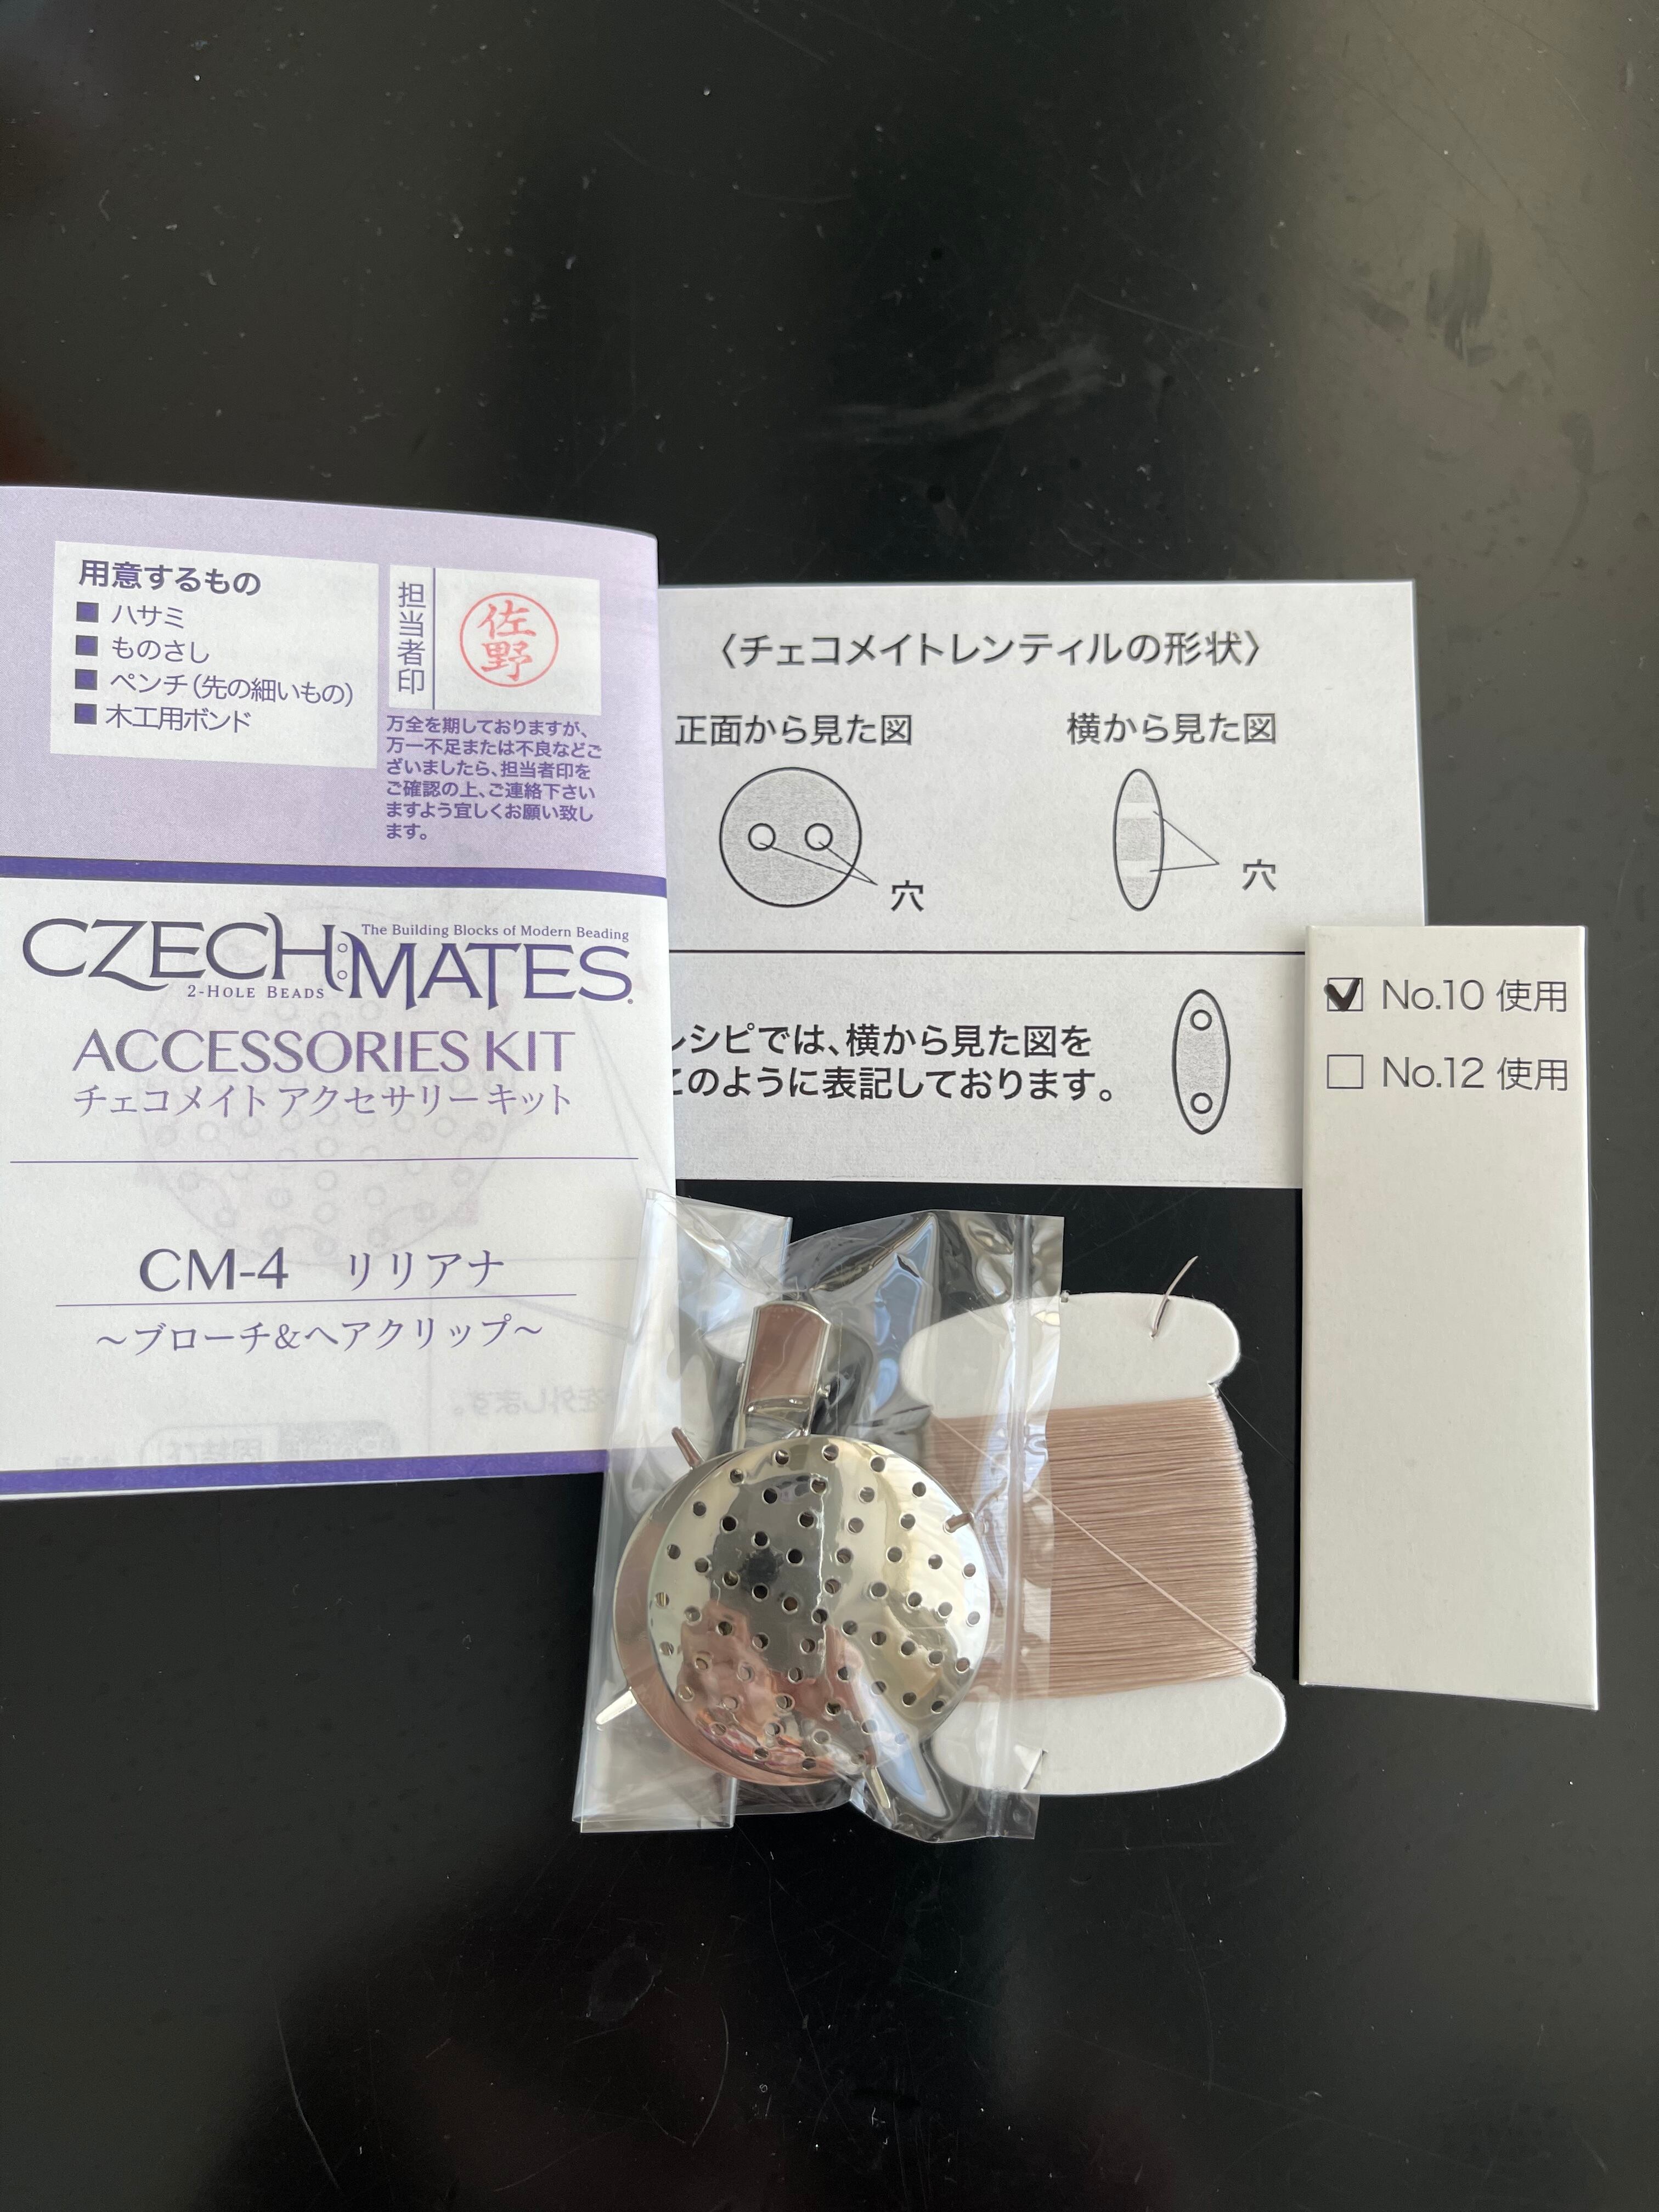 用意するもの
■ ハサミ
■ ものさし
■ ペンチ(先の細いもの)
■ 木工用ボンド
担当者印
佐野
万全を期しておりますが、
万一不足または不良などご
ざいましたら、担当者印を
ご確認の上、ご連絡下さい
ますよう宜しくお願い致し
ます。
CZECHMATES
The Building Blocks of Modern Beading
2-HOLE BEADS
ACCESSORIES KIT
チェコメイト アクセサリーキット
CM-4 リリアナ
~ブローチ&ヘアクリップ~
〈チェコメイトレンティルの形状〉
正面から見た図
横から見た図
穴
穴
シピでは、横から見た図を
このように表記しております。
☑ No.10 使用
☐ No.12 使用